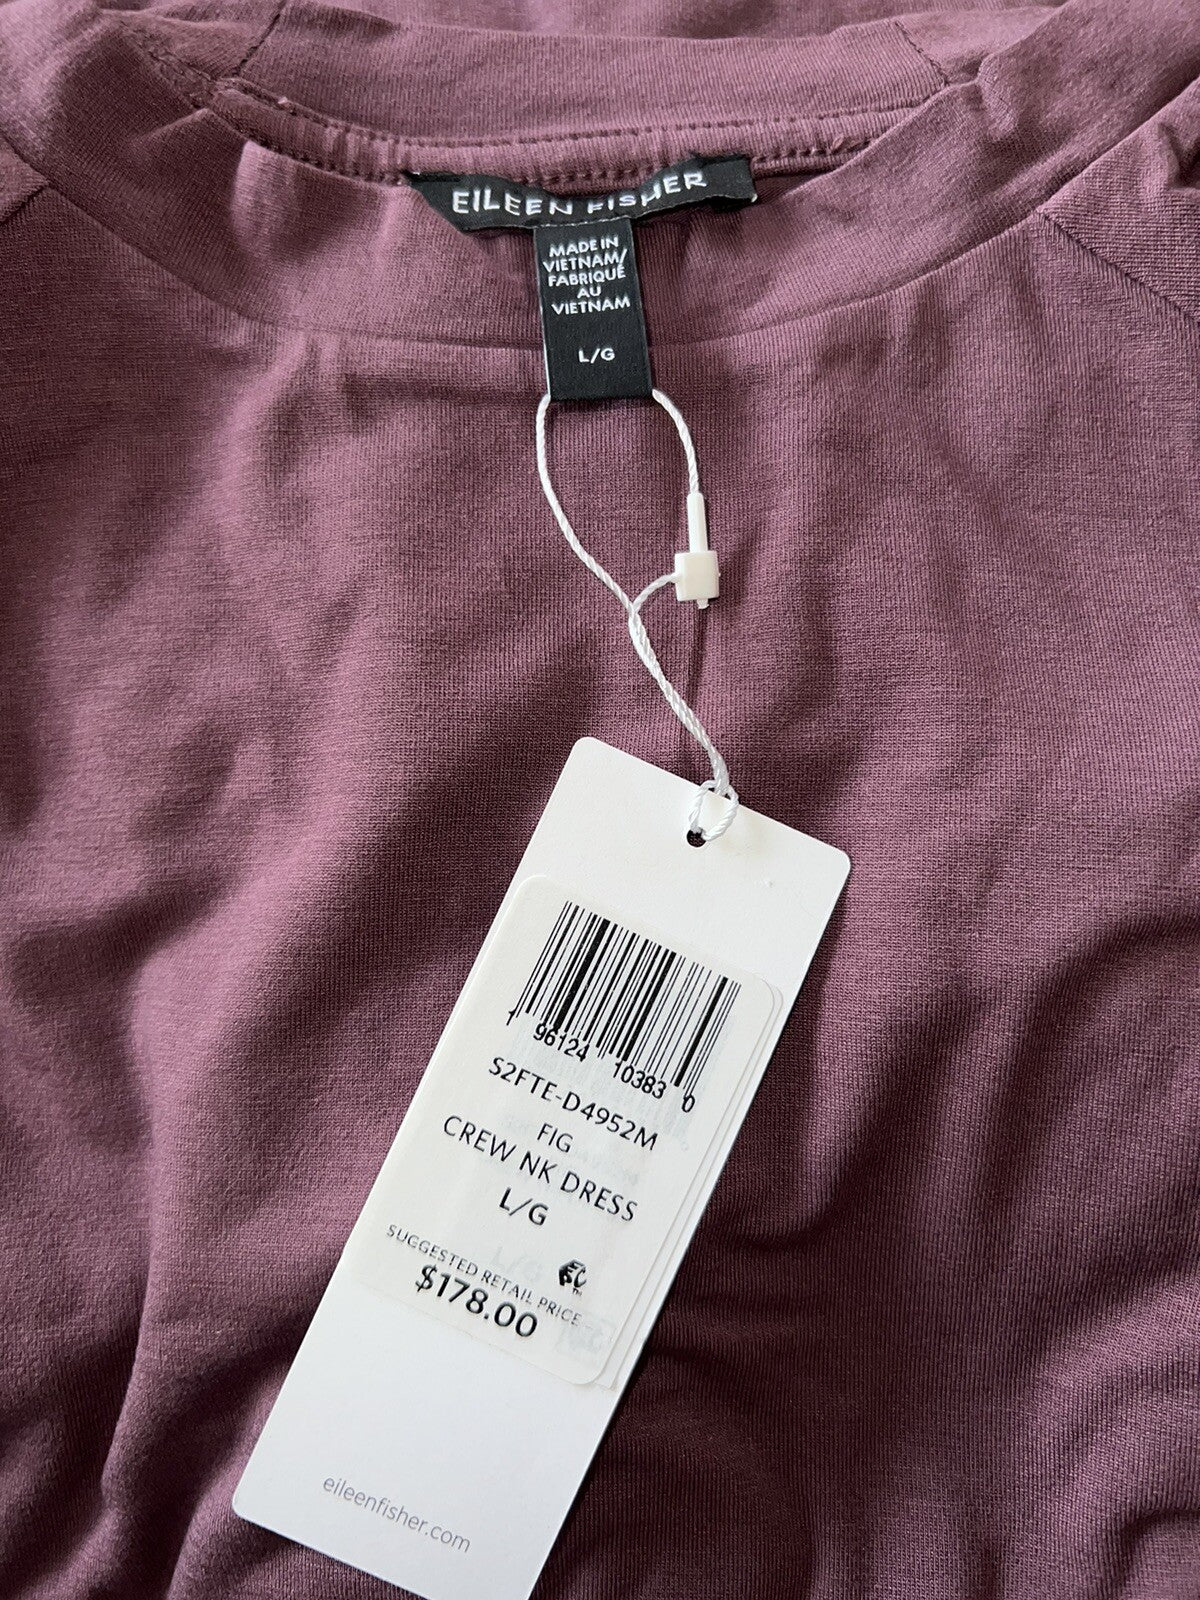 EILEEN FISHER
MADE IN
VIETNAM/
FABRIQUÉ
AU
VIETNAM
L/G
1 96124 10383 0
S2FTE-D4952M
FIG
CREW NK DRESS
L/G
SUGGESTED RETAIL PRICE
$178.00
eileenfisher.com